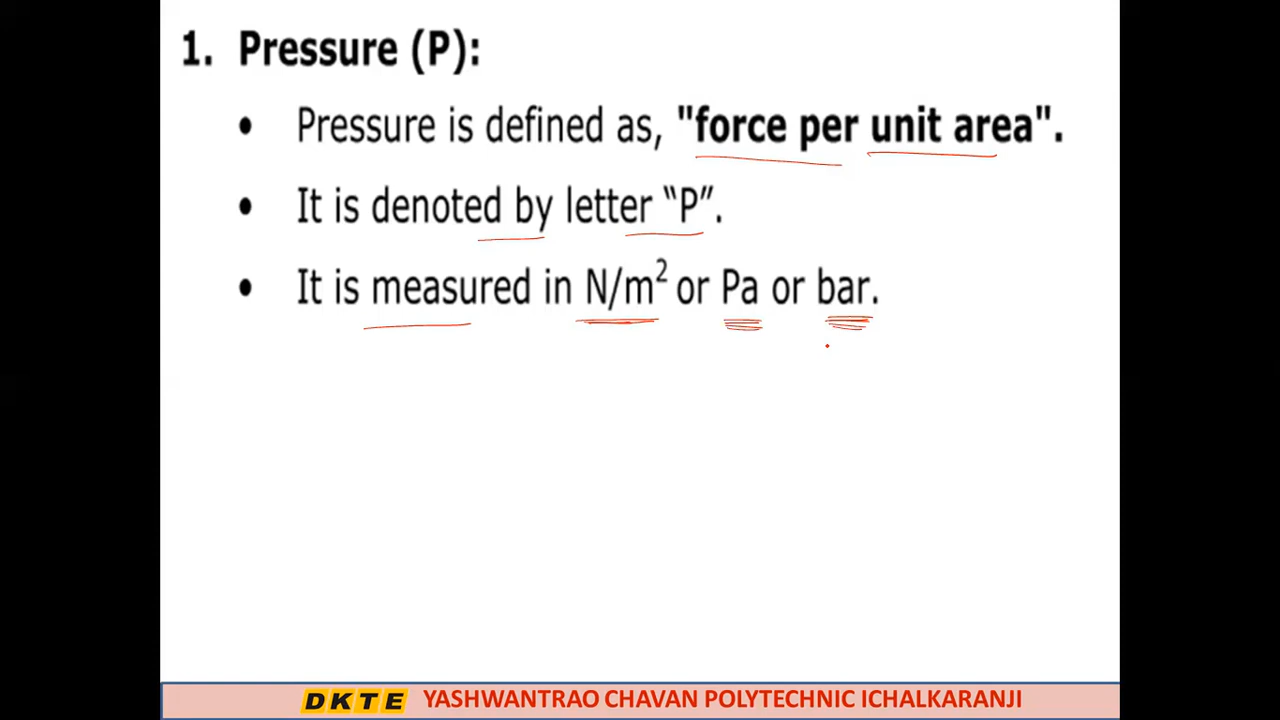 1. Pressure (P):
• Pressure is defined as, "force per unit area".
• It is denoted by letter “P”.
• It is measured in N/m² or Pa or bar.
DKTE YASHWANTRAO CHAVAN POLYTECHNIC ICHALKARANJI